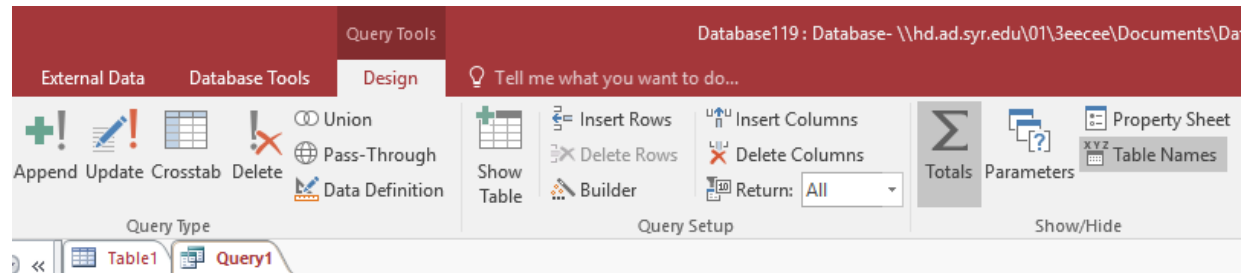 Query Tools
Database119 : Database- \\hd.ad.syr.edu\01\3eecee\Documents\Dat
External Data Database Tools Design Tell me what you want to do...
Append Update Crosstab Delete
Union
Pass-Through
Data Definition
Query Type
Show Table
Insert Rows
Delete Rows
Builder
Insert Columns
Delete Columns
10 Return: All
Query Setup
Totals Parameters
Property Sheet
XYZ Table Names
Show/Hide
Table1 Query1